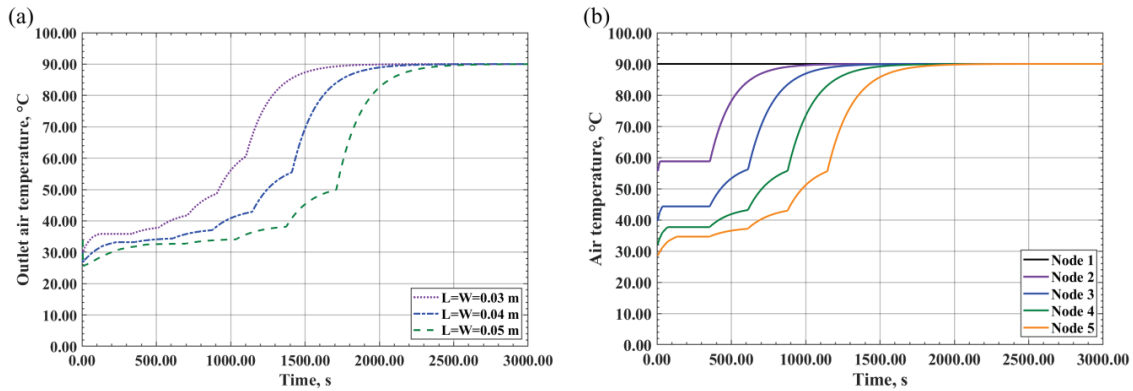 (a)
100.00
90.00
80.00
70.00
60.00
50.00
40.00
30.00
20.00
10.00
0.00
Outlet air temperature, °C
L=W=0.03 m
L=W=0.04 m
L=W=0.05 m
0.00 500.00 1000.00 1500.00 2000.00 2500.00 3000.00
Time, s
(b)
100.00
90.00
80.00
70.00
60.00
50.00
40.00
30.00
20.00
10.00
0.00
Air temperature, °C
Node 1
Node 2
Node 3
Node 4
Node 5
0.00 500.00 1000.00 1500.00 2000.00 2500.00 3000.00
Time, s